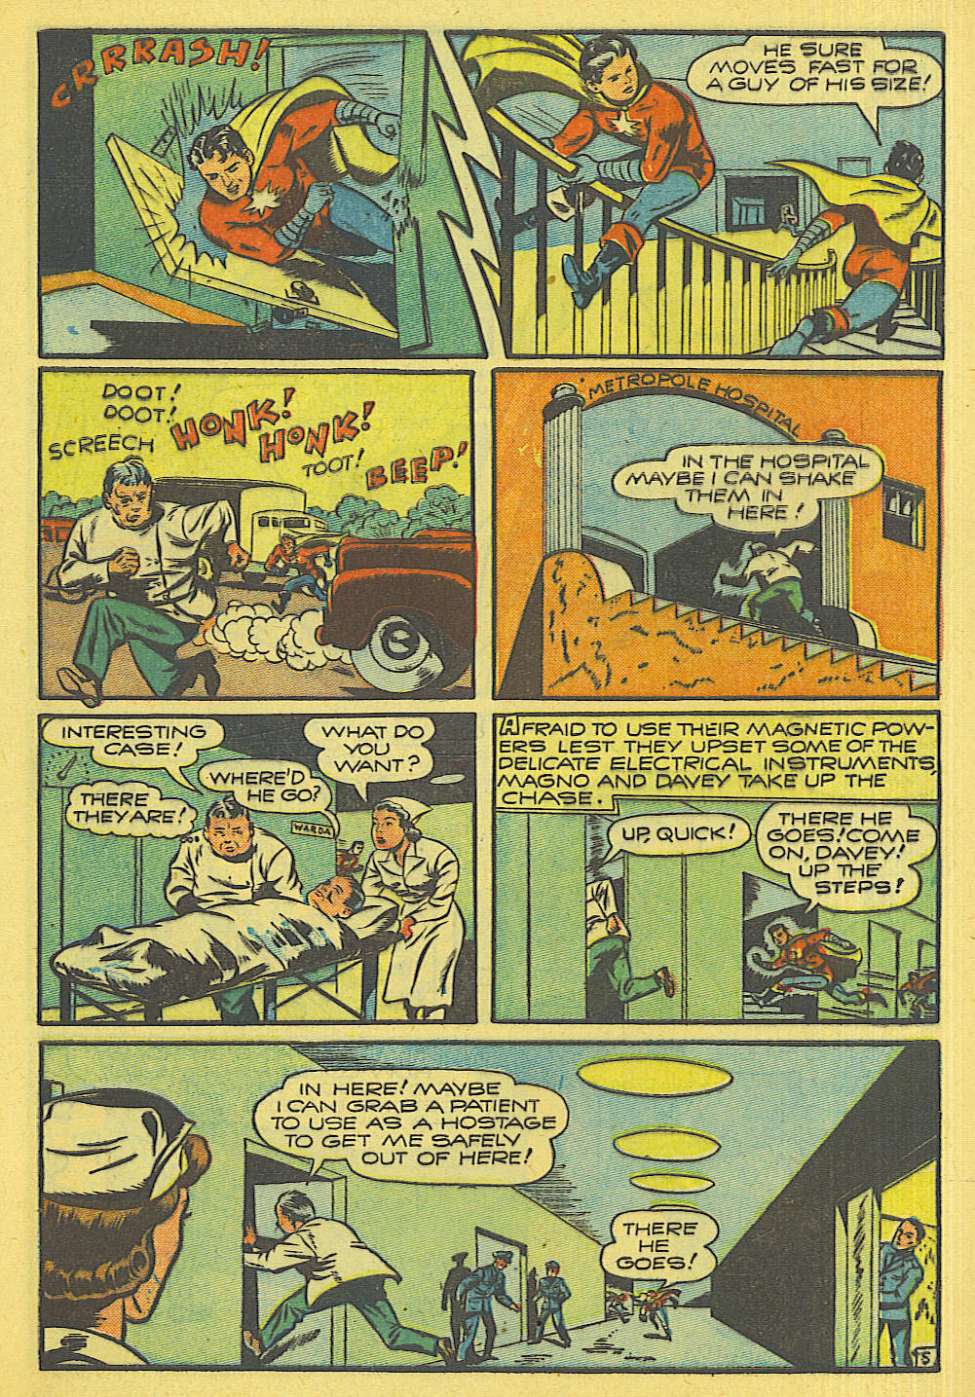 CRRRASH!
HE SURE
MOVES FAST FOR
A GUY OF HIS SIZE!
DOOT!
DOOT!
SCREECH
HONK!
HONK!
TOOT!
BEEP!
METROPOLE HOSPITAL
IN THE HOSPITAL
MAYBE I CAN SHAKE
THEM IN
HERE!
INTERESTING
CASE!
WHAT DO
YOU
WANT?
WHERE'D
HE GO?
THERE
THEY ARE!
WARD A
AFRAID TO USE THEIR MAGNETIC POW-
ERS LEST THEY UPSET SOME OF THE
DELICATE ELECTRICAL INSTRUMENTS,
MAGNO AND DAVEY TAKE UP THE
CHASE.
UP, QUICK!
THERE HE
GOES! COME
ON, DAVEY!
UP THE
STEPS!
IN HERE! MAYBE
I CAN GRAB A PATIENT
TO USE AS A HOSTAGE
TO GET ME SAFELY
OUT OF HERE!
THERE
HE
GOES!
5